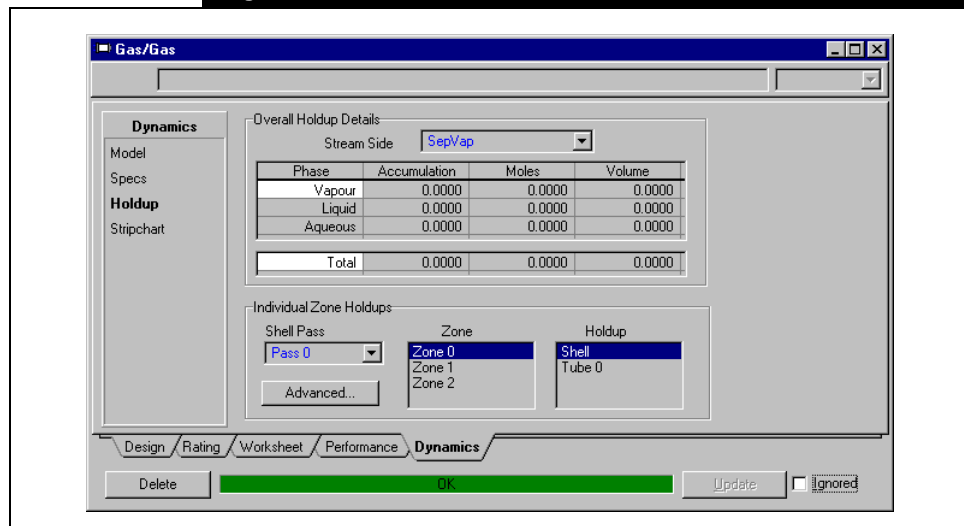 Gas/Gas
Dynamics
Model
Specs
Holdup
Stripchart
Overall Holdup Details
Stream Side SepVap
Phase Accumulation Moles Volume
Vapour 0.0000 0.0000 0.0000
Liquid 0.0000 0.0000 0.0000
Aqueous 0.0000 0.0000 0.0000
Total 0.0000 0.0000 0.0000
Individual Zone Holdups
Shell Pass Zone Holdup
Pass 0 Zone 0 Shell
Zone 1 Tube 0
Zone 2
Advanced...
Design Rating Worksheet Performance Dynamics
Delete OK Update Ignored